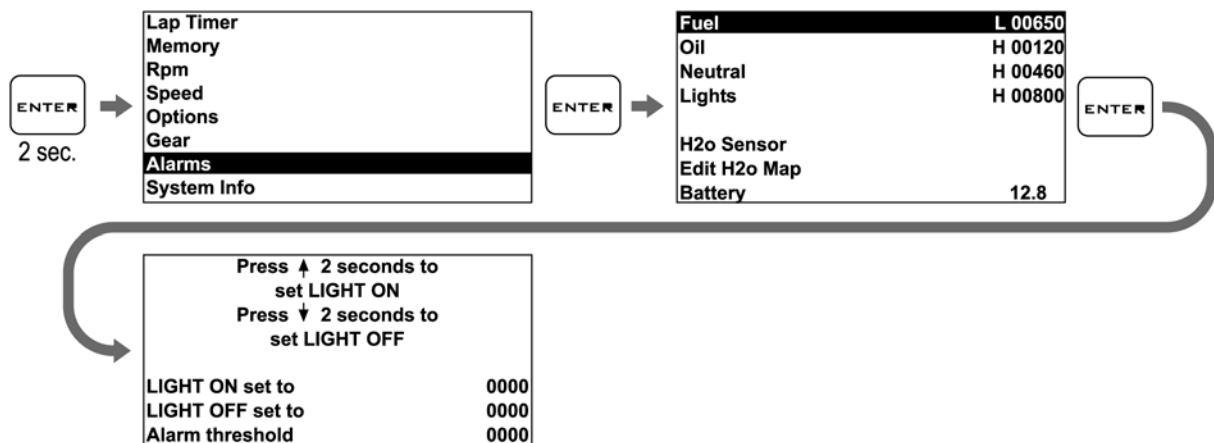 ENTER
2 sec.
Lap Timer
Memory
Rpm
Speed
Options
Gear
Alarms
System Info
ENTER
Fuel L 00650
Oil H 00120
Neutral H 00460
Lights H 00800
H2o Sensor
Edit H2o Map
Battery 12.8
ENTER
Press ↑ 2 seconds to
set LIGHT ON
Press ↓ 2 seconds to
set LIGHT OFF
LIGHT ON set to 0000
LIGHT OFF set to 0000
Alarm threshold 0000